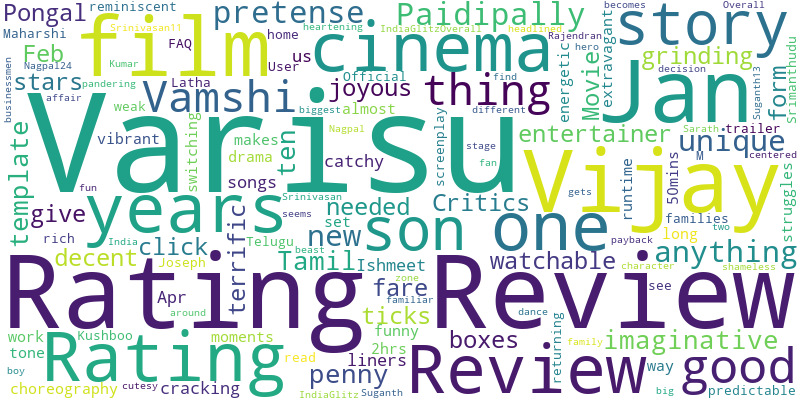 Pongal
reminiscent
pretense
Paidipally
becomes
Overall
story
Maharshi
FAQ
home
heartening
IndiaGlitzOverall
headlined
Rajendran
hero
decision
Suganth13
Srimanthudu
Srinivasan11
film
cinema
Feb
Kumar
User
us
grinding
Nagpal24
pandering
Official
energetic
Movie
extravagant
find
businessmen
stars
Latha
Vamshi
joyous
thing
Jan
form
affair
weak
biggest
almost
different
Varisu
vibrant
switching
makes
ten
Nagpal
screenplay
entertainer
Sarath
trailer
template
drama
catchy
stage
unique
M
centered
fun
songs
Srinivasan
fan
Vijay
runtime
50mins
struggles
years
give
needed
Critics
gets
families
rich
India
seems
set
son
one
long
two
click
terrific
Telugu
new
anything
decent
Joseph
beast
Tamil
Ishmeet
watchable
payback
character
shameless
Rating
Review
Apr
zone
fare
see
around
familiar
ticks
dance
returning
work
Kushboo
moments
funny
boxes
imaginative
tone
Rating
liners
family
boy
read
2hrs
Review
way
good
choreography
cutesy
cracking
penny
IndiaGlitz
Suganth
big
predictable